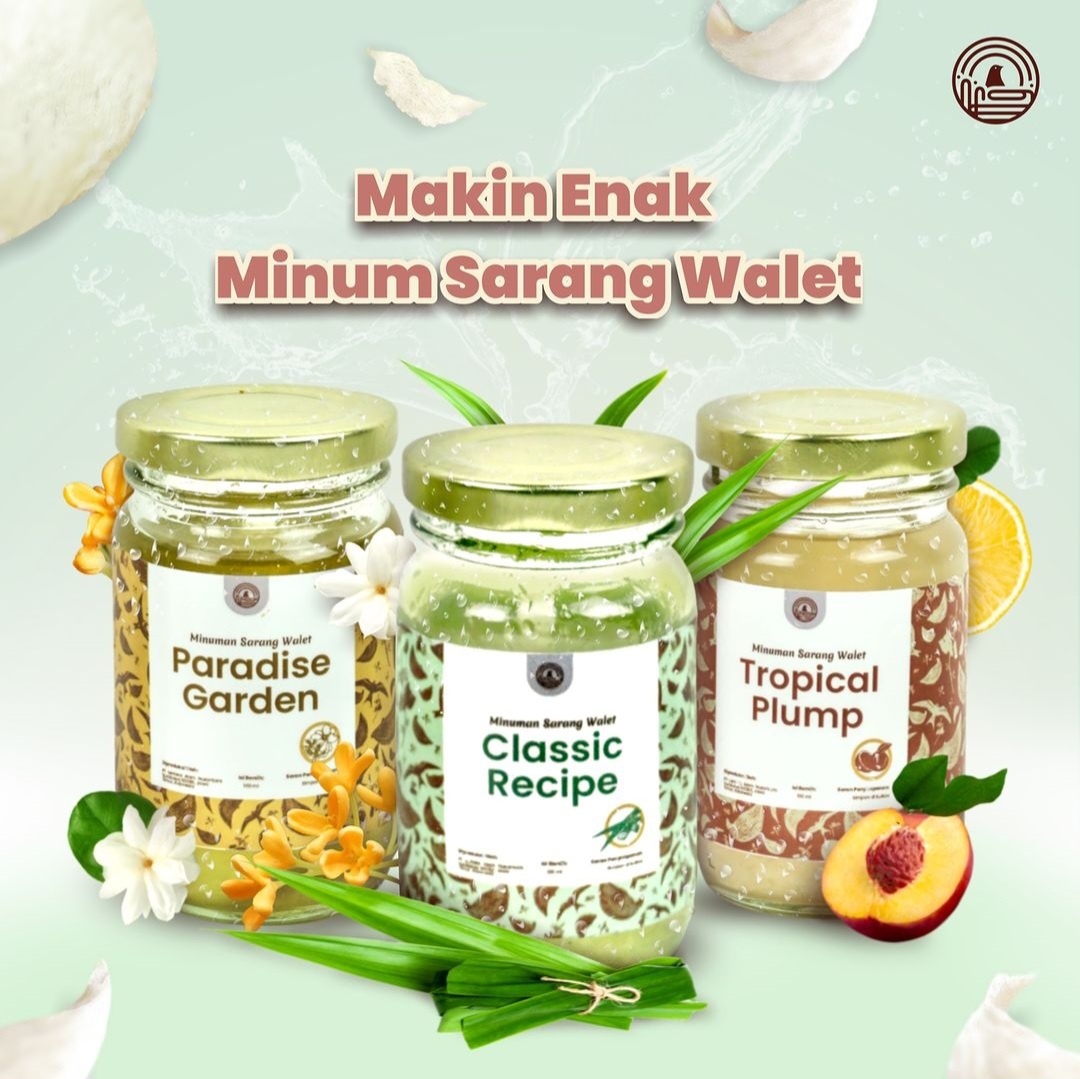 Makin Enak
Minum Sarang Walet
Minuman Sarang Walet
Paradise
Garden
Minuman Sarang Walet
Classic
Recipe
Minuman Sarang Walet
Tropical
Plump